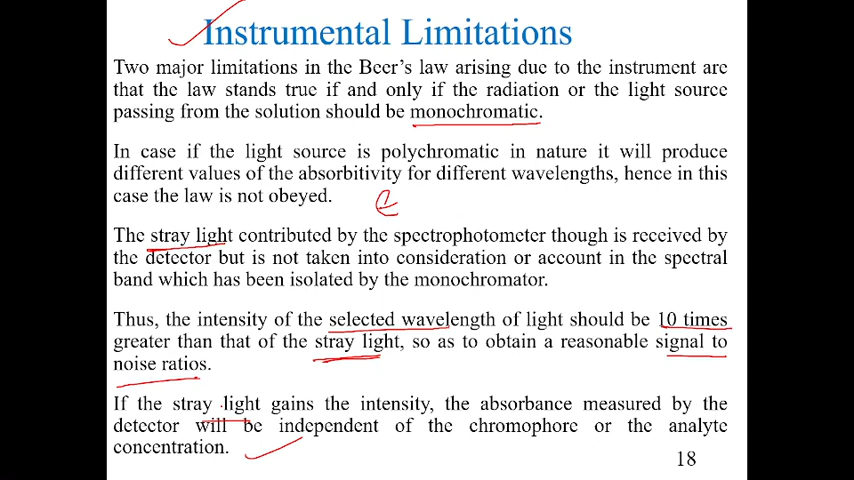 Instrumental Limitations
Two major limitations in the Beer's law arising due to the instrument are
that the law stands true if and only if the radiation or the light source
passing from the solution should be monochromatic.
In case if the light source is polychromatic in nature it will produce
different values of the absorbitivity for different wavelengths, hence in this
case the law is not obeyed.
The stray light contributed by the spectrophotometer though is received by
the detector but is not taken into consideration or account in the spectral
band which has been isolated by the monochromator.
Thus, the intensity of the selected wavelength of light should be 10 times
greater than that of the stray light, so as to obtain a reasonable signal to
noise ratios.
If the stray light gains the intensity, the absorbance measured by the
detector will be independent of the chromophore or the analyte
concentration.
18